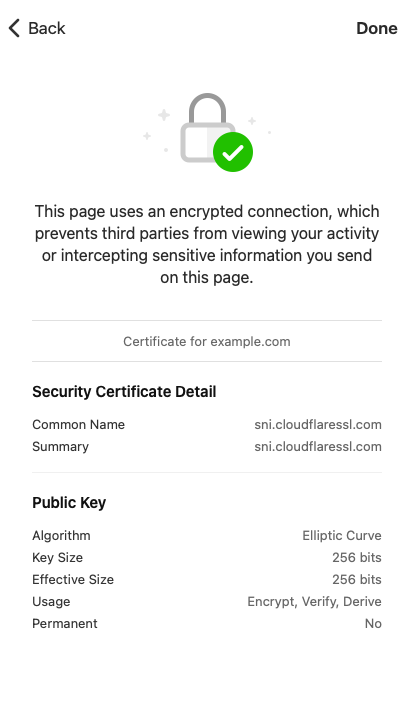 Back Done
This page uses an encrypted connection, which
prevents third parties from viewing your activity
or intercepting sensitive information you send
on this page.
Certificate for example.com
Security Certificate Detail
Common Name sni.cloudflaressl.com
Summary sni.cloudflaressl.com
Public Key
Algorithm Elliptic Curve
Key Size 256 bits
Effective Size 256 bits
Usage Encrypt, Verify, Derive
Permanent No